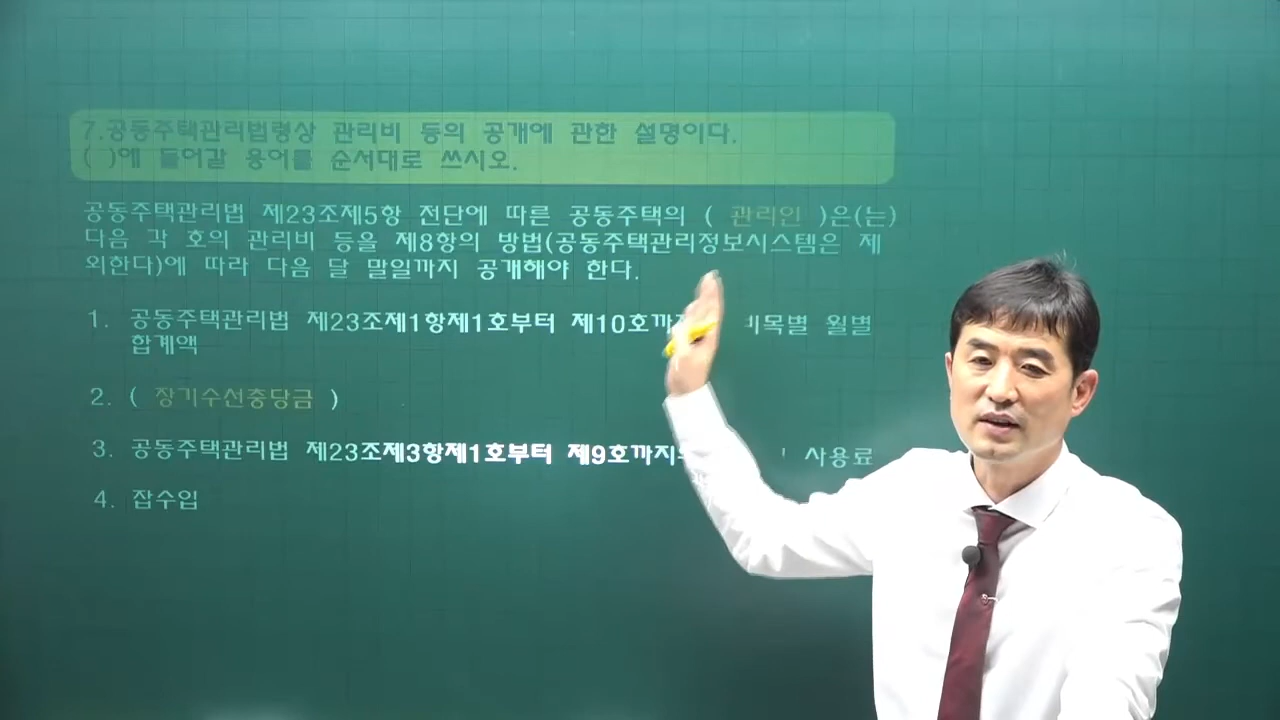 7.공동주택관리법령상 관리비 등의 공개에 관한 설명이다.
( )에 들어갈 용어를 순서대로 쓰시오.
공동주택관리법 제23조제5항 전단에 따른 공동주택의 ( 관리인 )은(는)
다음 각 호의 관리비 등을 제8항의 방법(공동주택관리정보시스템은 제
외한다)에 따라 다음 달 말일까지 공개해야 한다.
1. 공동주택관리법 제23조제1항제1호부터 제10호까지 비목별 월별
합계액
2. ( 장기수선충당금 )
3. 공동주택관리법 제23조제3항제1호부터 제9호까지의 사용료
4. 잡수입